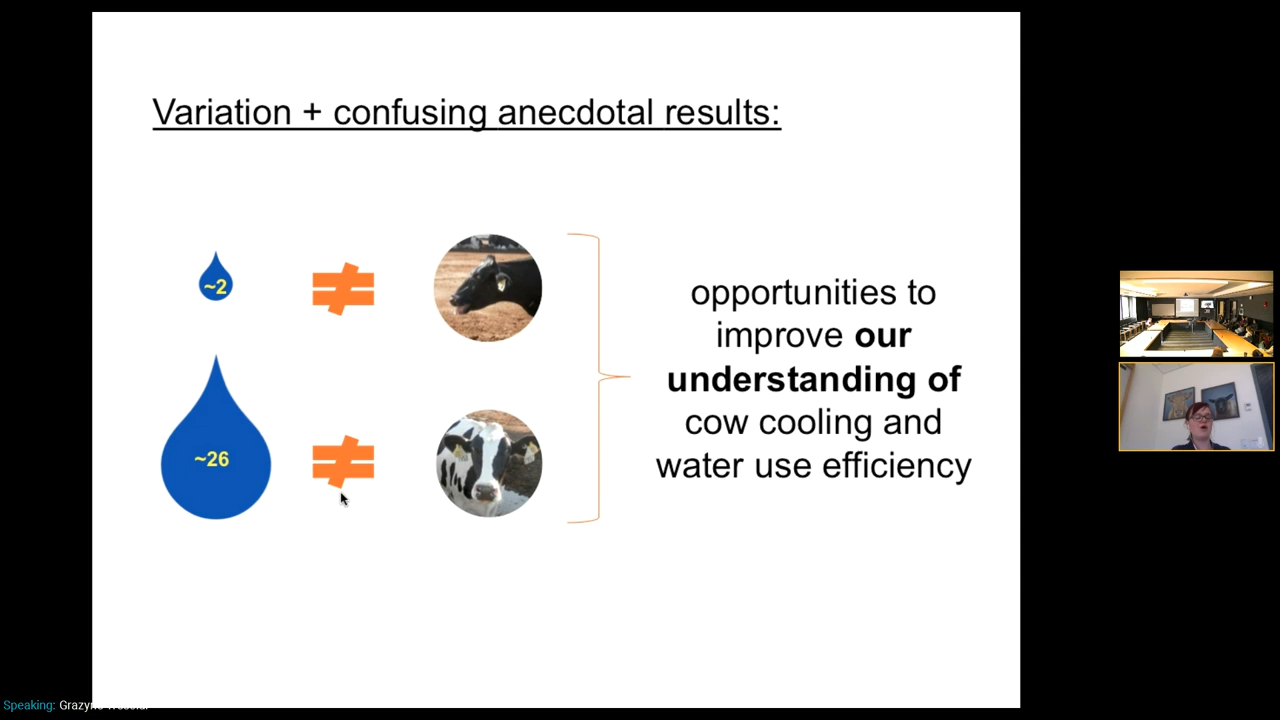 Variation + confusing anecdotal results:
~2
~26
opportunities to
improve our
understanding of
cow cooling and
water use efficiency
Speaking: